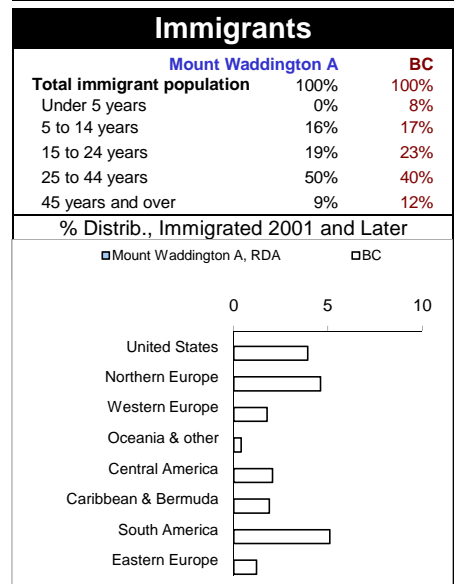 Immigrants
Mount Waddington A BC
Total immigrant population 100% 100%
Under 5 years 0% 8%
5 to 14 years 16% 17%
15 to 24 years 19% 23%
25 to 44 years 50% 40%
45 years and over 9% 12%
% Distrib., Immigrated 2001 and Later
Mount Waddington A, RDA BC
0 5 10
United States
Northern Europe
Western Europe
Oceania & other
Central America
Caribbean & Bermuda
South America
Eastern Europe